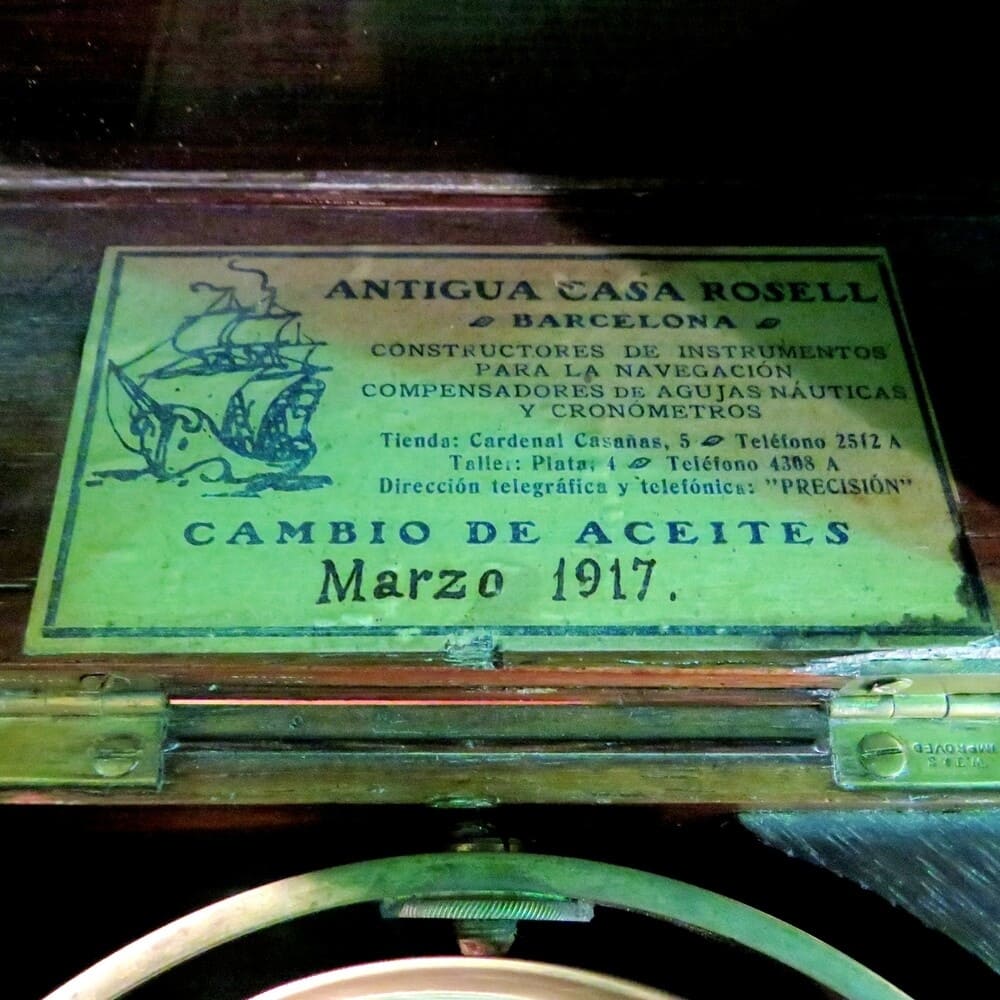 ANTIGUA CASA ROSELL
BARCELONA
CONSTRUCTORES DE INSTRUMENTOS
PARA LA NAVEGACIÓN
COMPENSADORES DE AGUJAS NÁUTICAS
Y CRONÓMETROS
Tienda: Cardenal Casañas, 5 Teléfono 2512 A
Taller: Plata, 4 Teléfono 4308 A
Dirección telegráfica y telefónica: "PRECISIÓN"
CAMBIO DE ACEITES
Marzo 1917.
IMPROVED